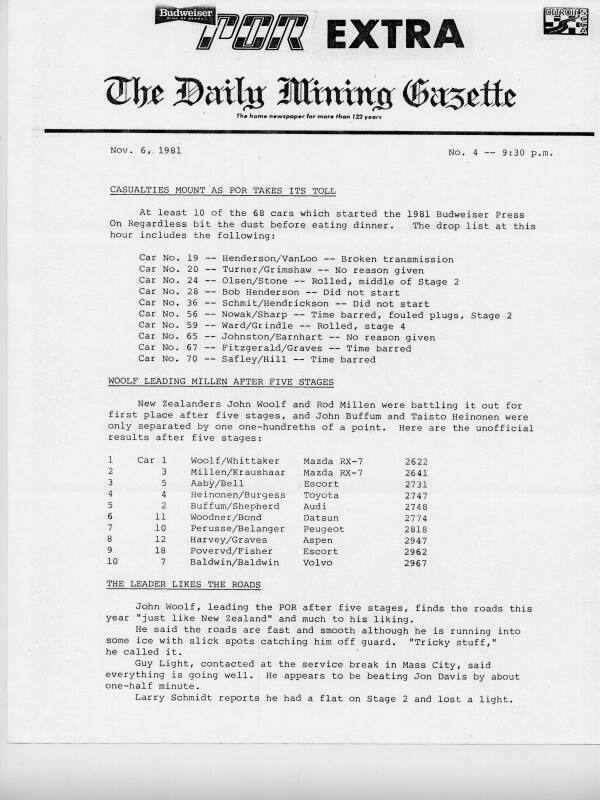 Budweiser
KING OF BEERS
POR EXTRA
DETROIT
SCCA
The Daily Mining Gazette
The home newspaper for more than 122 years
Nov. 6, 1981 No. 4 -- 9:30 p.m.
CASUALTIES MOUNT AS POR TAKES ITS TOLL
At least 10 of the 68 cars which started the 1981 Budweiser Press
On Regardless bit the dust before eating dinner. The drop list at this
hour includes the following:
Car No. 19 -- Henderson/VanLoo -- Broken transmission
Car No. 20 -- Turner/Grimshaw -- No reason given
Car No. 24 -- Olsen/Stone -- Rolled, middle of Stage 2
Car No. 28 -- Bob Henderson -- Did not start
Car No. 36 -- Schmit/Hendrickson -- Did not start
Car No. 56 -- Nowak/Sharp -- Time barred, fouled plugs, Stage 2
Car No. 59 -- Ward/Grindle -- Rolled, stage 4
Car No. 65 -- Johnston/Earnhart -- No reason given
Car No. 67 -- Fitzgerald/Graves -- Time barred
Car No. 70 -- Safley/Hill -- Time barred
WOOLF LEADING MILLEN AFTER FIVE STAGES
New Zealanders John Woolf and Rod Millen were battling it out for
first place after five stages, and John Buffum and Taisto Heinonen were
only separated by one one-hundreths of a point. Here are the unofficial
results after five stages:
1 Car 1 Woolf/Whittaker Mazda RX-7 2622
2 3 Millen/Kraushaar Mazda RX-7 2641
3 5 Aaby/Bell Escort 2731
4 4 Heinonen/Burgess Toyota 2747
5 2 Buffum/Shepherd Audi 2748
6 11 Woodner/Bond Datsun 2774
7 10 Perusse/Belanger Peugeot 2818
8 12 Harvey/Graves Aspen 2947
9 18 Povervd/Fisher Escort 2962
10 7 Baldwin/Baldwin Volvo 2967
THE LEADER LIKES THE ROADS
John Woolf, leading the POR after five stages, finds the roads this
year "just like New Zealand" and much to his liking.
He said the roads are fast and smooth although he is running into
some ice with slick spots catching him off guard. "Tricky stuff,"
he called it.
Guy Light, contacted at the service break in Mass City, said
everything is going well. He appears to be beating Jon Davis by about
one-half minute.
Larry Schmidt reports he had a flat on Stage 2 and lost a light.